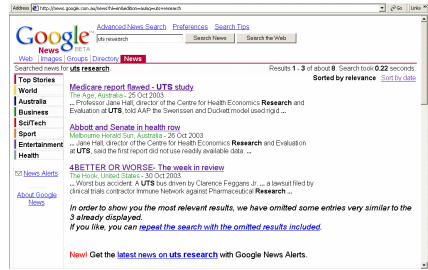 Address http://news.google.com.au/news?hl=en&edition=au&q=uts+research Go Links
Google News BETA
Advanced News Search Preferences Search Tips
uts research Search News Search the Web
Web Images Groups Directory News
Searched news for uts research. Results 1 - 3 of about 8. Search took 0.22 seconds.
Sorted by relevance Sort by date
Top Stories
World
Australia
Business
Sci/Tech
Sport
Entertainment
Health
News Alerts
About Google
News
Medicare report flawed - UTS study
The Age, Australia - 25 Oct 2003
... Professor Jane Hall, director of the Centre for Health Economics Research and
Evaluation at UTS, told AAP the Swerissen and Duckett model used rigid ...
Abbott and Senate in health row
Melbourne Herald Sun, Australia - 26 Oct 2003
... Jane Hall, director of the Centre for Health Economics Research and Evaluation
at UTS, said the first report did not use readily available data. ...
4BETTER OR WORSE- The week in review
The Hook, United States - 30 Oct 2003
... Worst bus accident: A UTS bus driven by Clarence Feggans Jr. ... a lawsuit filed by
clinical trials contractor Immune Network against Pharmaceutical Research ...
In order to show you the most relevant results, we have omitted some entries very similar to the
3 already displayed.
If you like, you can repeat the search with the omitted results included.
New! Get the latest news on uts research with Google News Alerts.